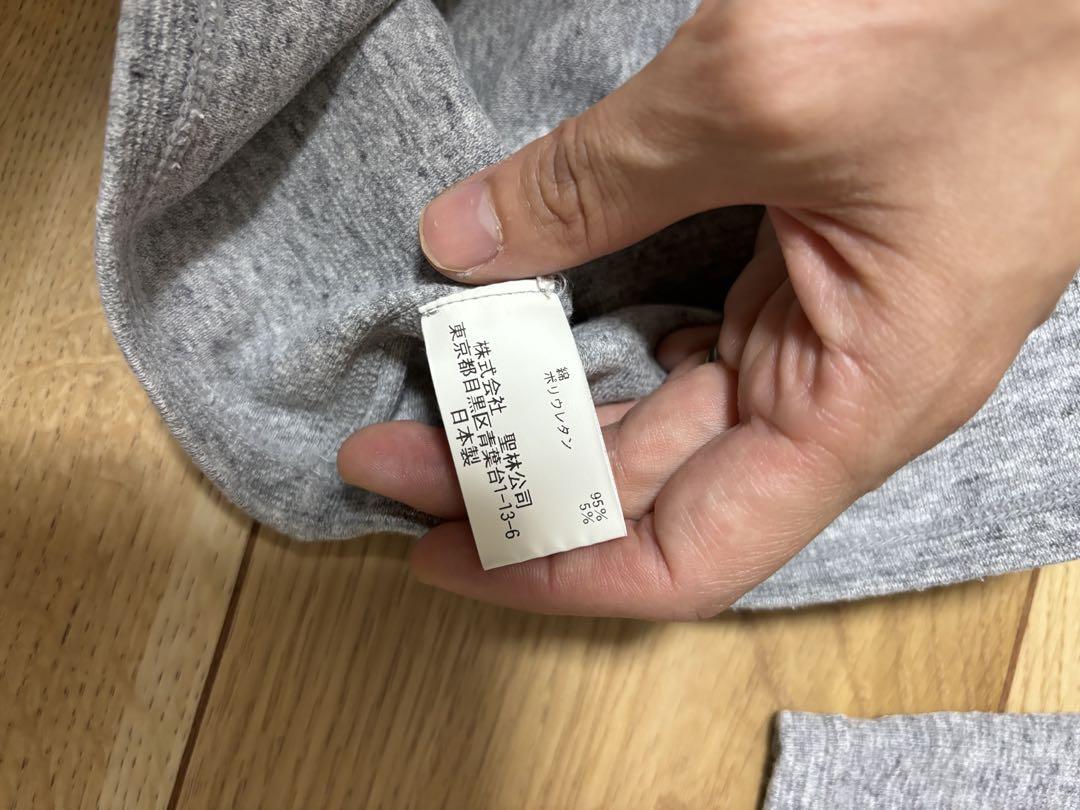 綿 95%
ポリウレタン 5%
株式会社 聖林公司
東京都目黒区青葉台1-13-6
日本製